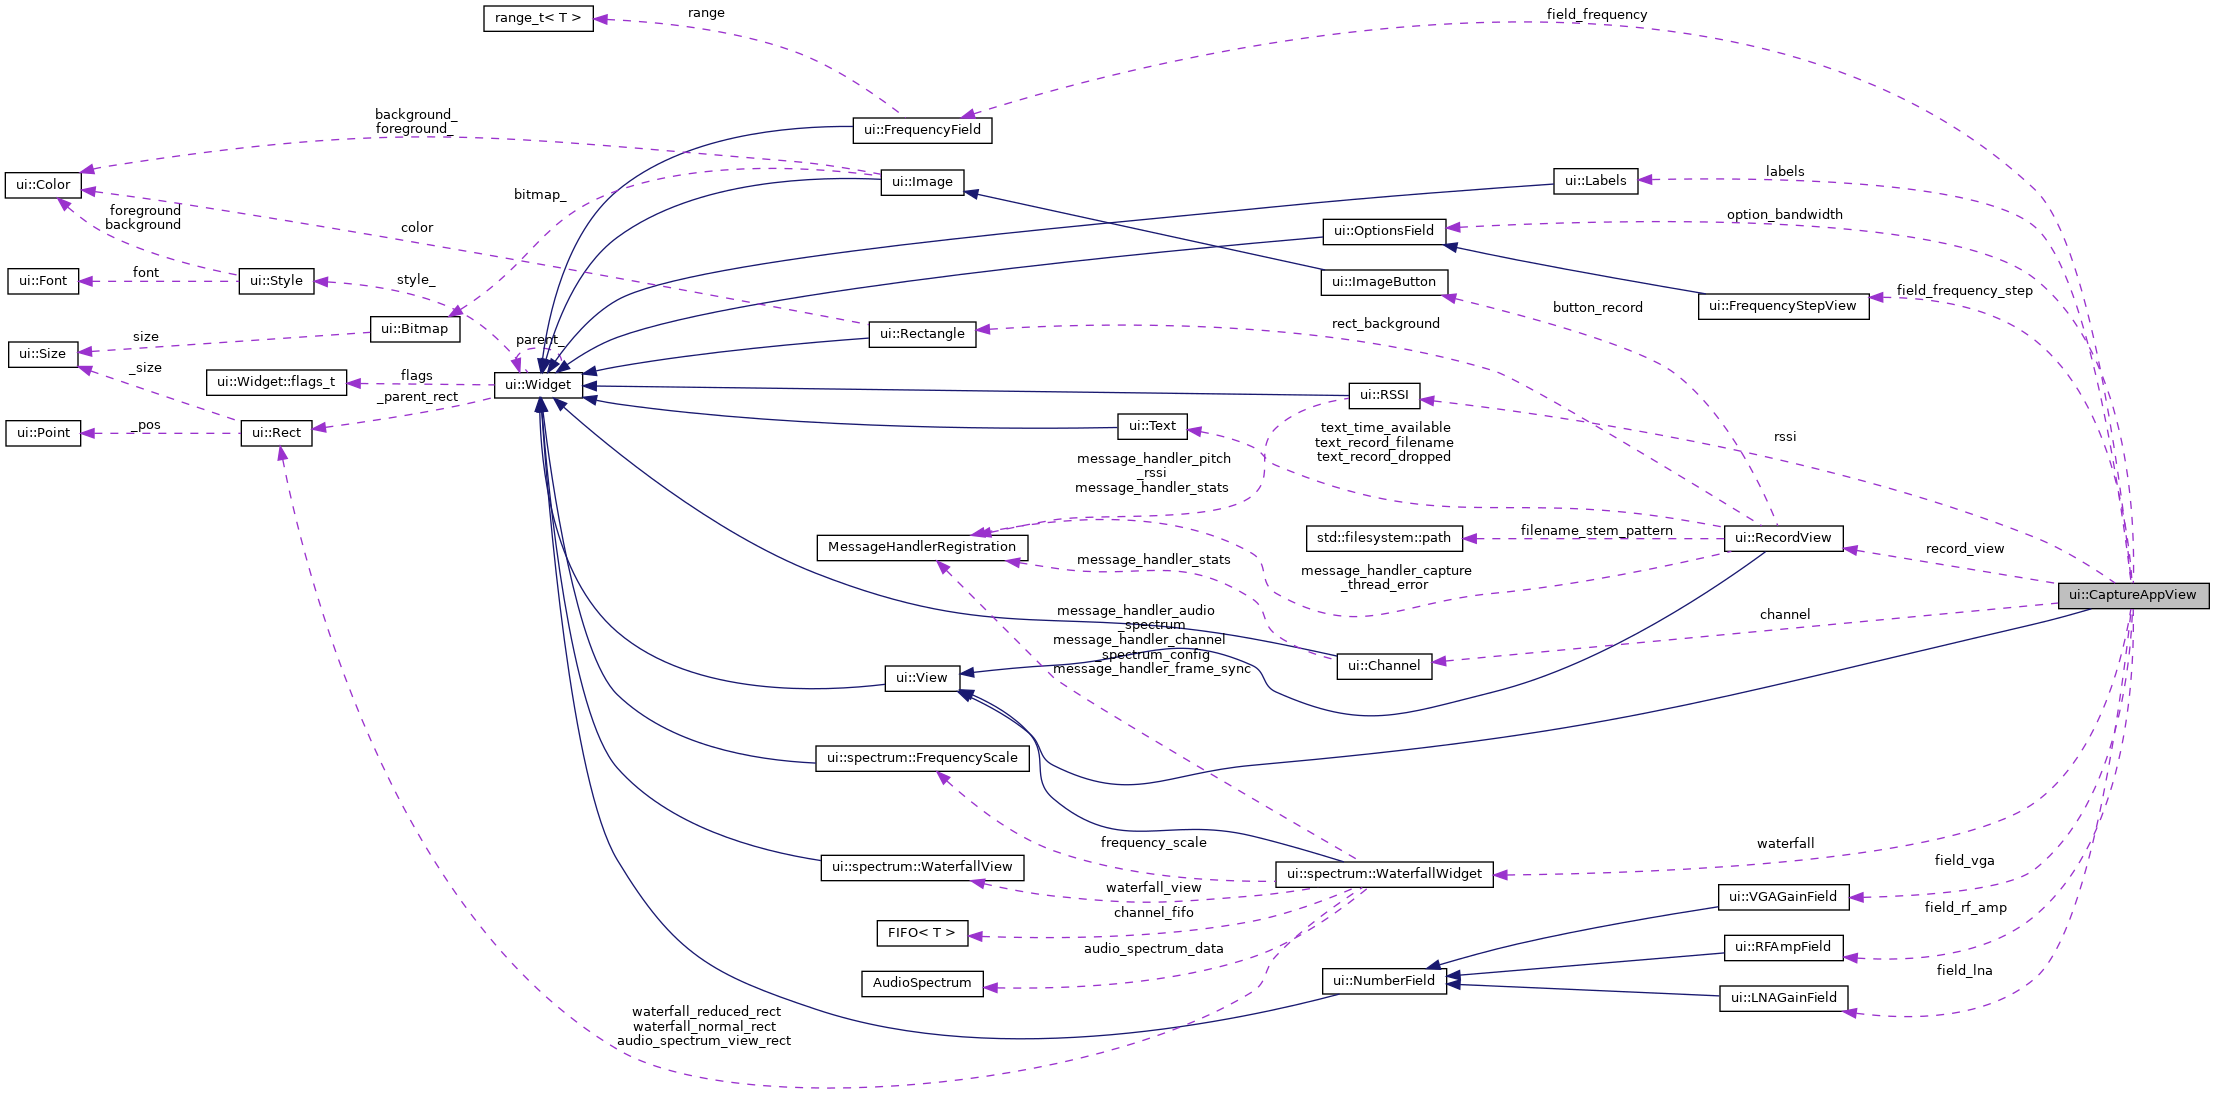 range_t< T >
range
field_frequency
ui::FrequencyField
background_
foreground_
ui::Color
ui::Image
ui::Labels
labels
bitmap_
foreground
background
color
ui::OptionsField
option_bandwidth
ui::Font
font
ui::Style
style_
ui::ImageButton
button_record
ui::FrequencyStepView
field_frequency_step
ui::Bitmap
ui::Rectangle
rect_background
ui::Size
size
parent_
_size
ui::Widget::flags_t
flags
ui::Widget
ui::RSSI
_parent_rect
ui::Point
_pos
ui::Rect
ui::Text
text_time_available
text_record_filename
text_record_dropped
rssi
message_handler_pitch
_rssi
message_handler_stats
MessageHandlerRegistration
std::filesystem::path
filename_stem_pattern
ui::RecordView
record_view
message_handler_stats
message_handler_capture
_thread_error
ui::CaptureAppView
message_handler_audio
_spectrum
message_handler_channel
_spectrum_config
message_handler_frame_sync
channel
ui::View
ui::Channel
ui::spectrum::FrequencyScale
frequency_scale
waterfall
ui::spectrum::WaterfallView
waterfall_view
ui::spectrum::WaterfallWidget
field_vga
ui::VGAGainField
channel_fifo
FIFO< T >
field_rf_amp
audio_spectrum_data
ui::RFAmpField
AudioSpectrum
ui::NumberField
field_lna
ui::LNAGainField
waterfall_reduced_rect
waterfall_normal_rect
audio_spectrum_view_rect